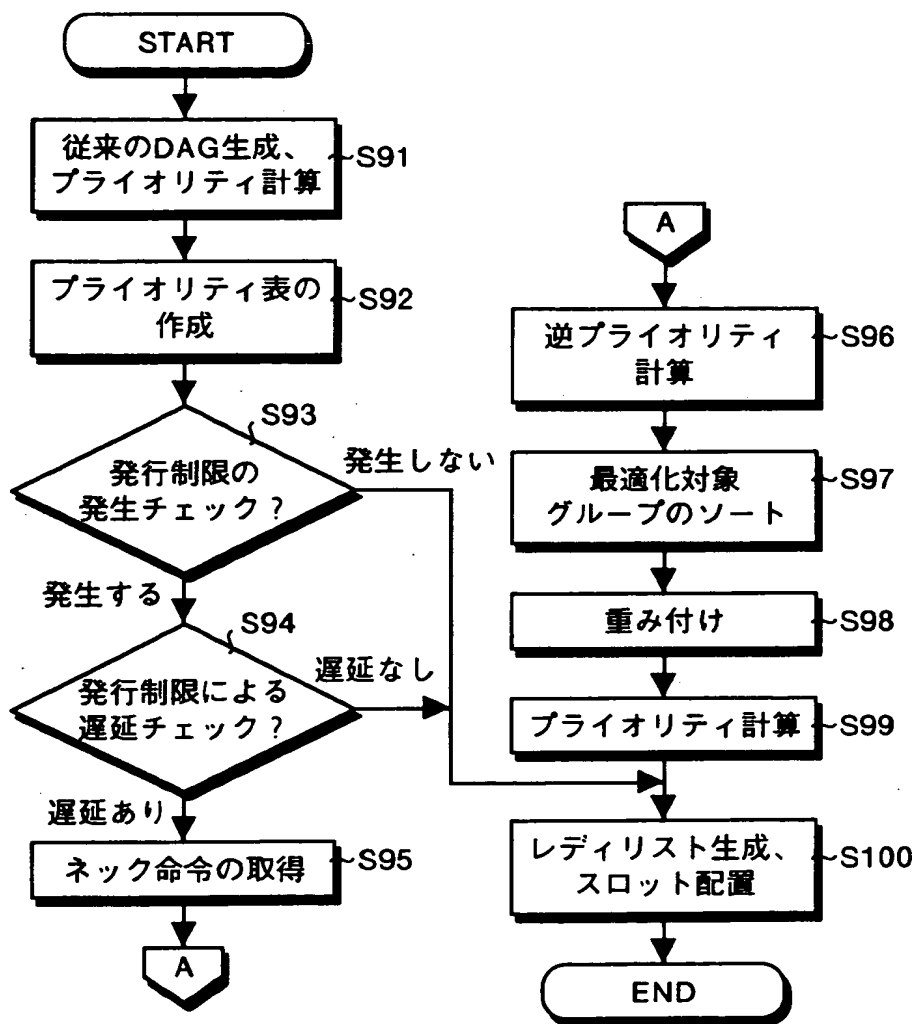 START
従来のDAG生成、
プライオリティ計算
S91
プライオリティ表の
作成
S92
S93
発行制限の
発生チェック?
発生しない
発生する
S94
発行制限による
遅延チェック?
遅延なし
遅延あり
ネック命令の取得
S95
A
A
逆プライオリティ
計算
S96
最適化対象
グループのソート
S97
重み付け
S98
プライオリティ計算
S99
レディリスト生成、
スロット配置
S100
END